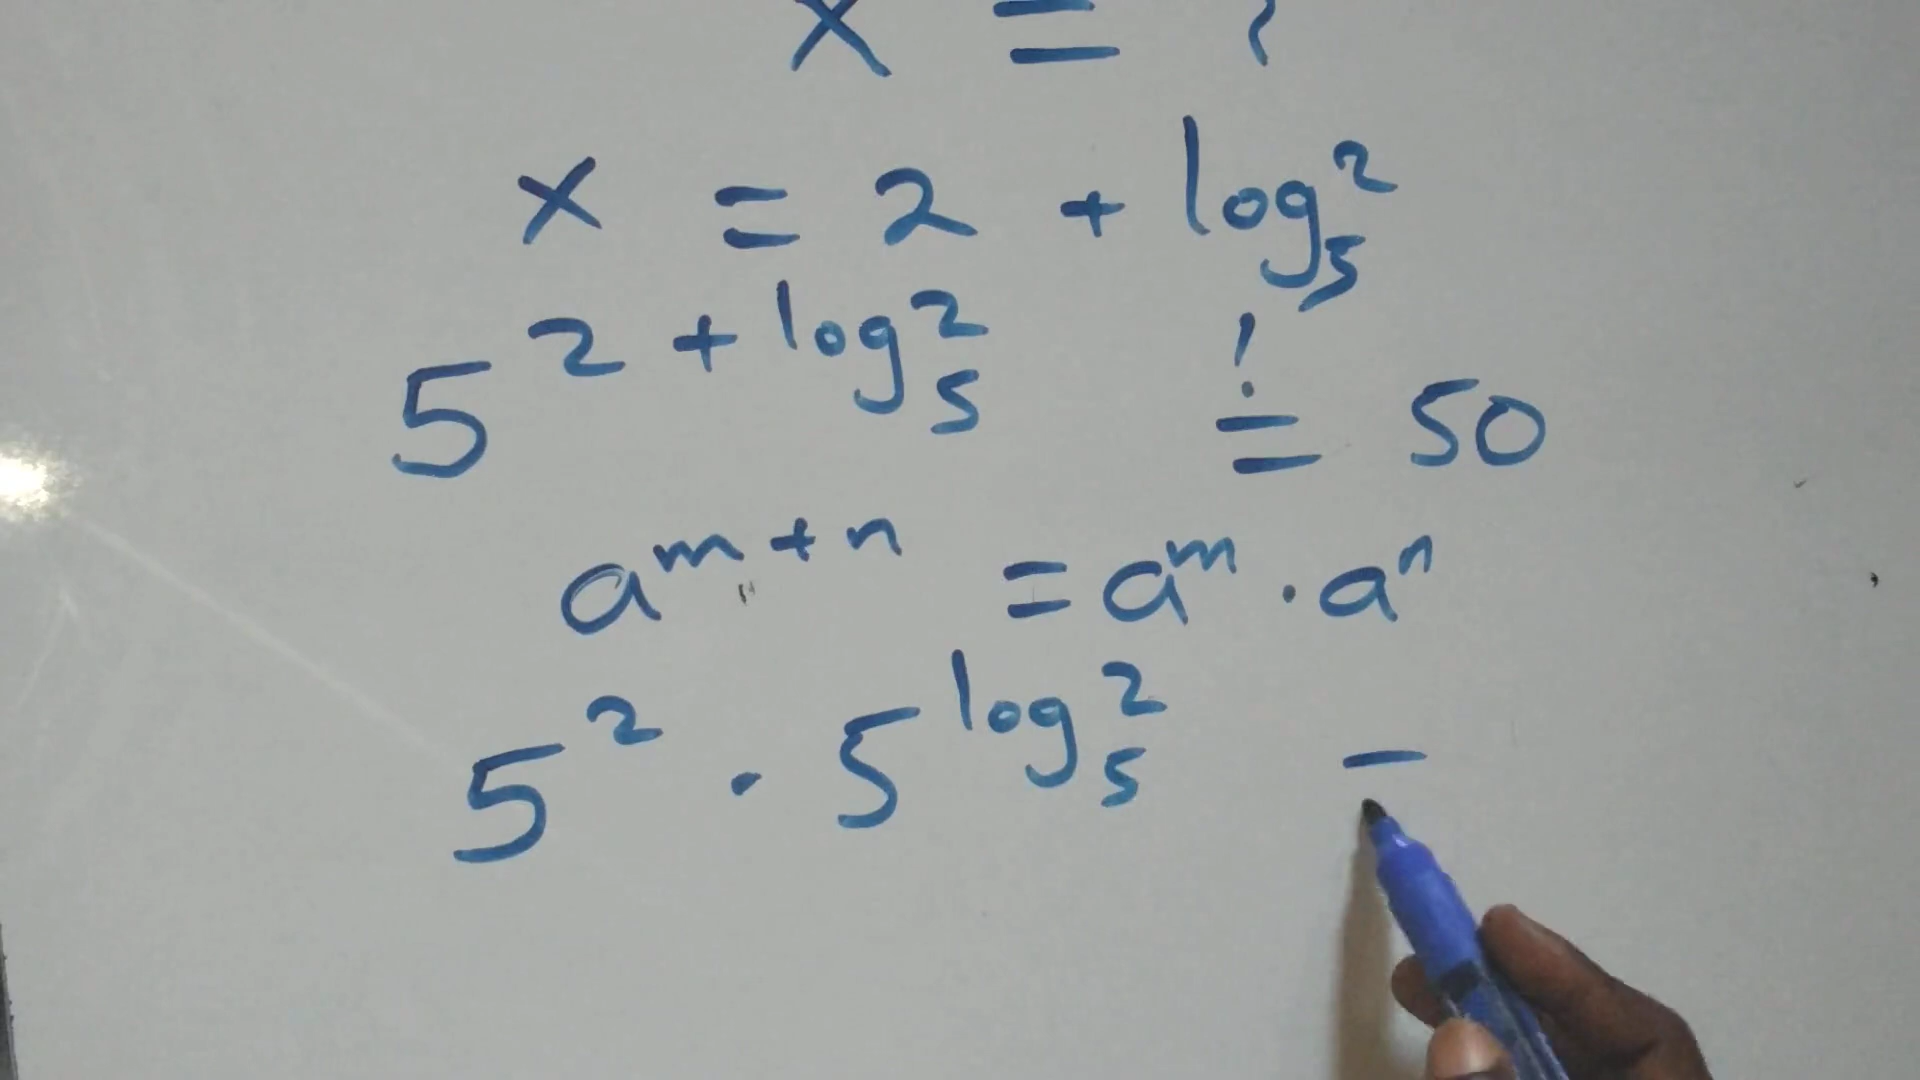 x = ?
x = 2 + log₅²
5^(2 + log₅²) =! 50
a^(m+n) = a^m · a^n
5² · 5^(log₅²) –